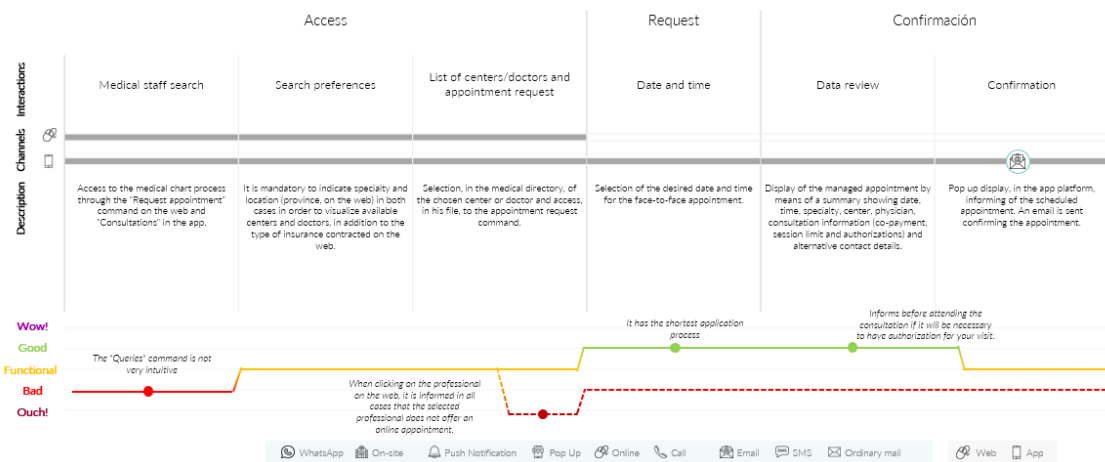 Access
Request
Confirmación
Interactions
Medical staff search
Search preferences
List of centers/doctors and
appointment request
Date and time
Data review
Confirmation
Channels
Description
Access to the medical chart process
through the "Request appointment"
command on the web and
"Consultations" in the app.
It is mandatory to indicate specialty and
location (province, on the web) in both
cases in order to visualize available
centers and doctors, in addition to the
type of insurance contracted on the
web.
Selection, in the medical directory, of
the chosen center or doctor and access,
in his file, to the appointment request
command.
Selection of the desired date and time
for the face-to-face appointment.
Display of the managed appointment by
means of a summary showing date,
time, specialty, center, physician,
consultation information (co-payment,
session limit and authorizations) and
alternative contact details.
Pop up display, in the app platform,
informing of the scheduled
appointment. An email is sent
confirming the appointment.
Wow!
Good
Functional
Bad
Ouch!
The "Queries" command is not
very intuitive
When clicking on the professional
on the web, it is informed in all
cases that the selected
professional does not offer an
online appointment.
It has the shortest application
process
Informs before attending the
consultation if it will be necessary
to have authorization for your visit.
WhatsApp
On-site
Push Notification
Pop Up
Online
Call
Email
SMS
Ordinary mail
Web
App